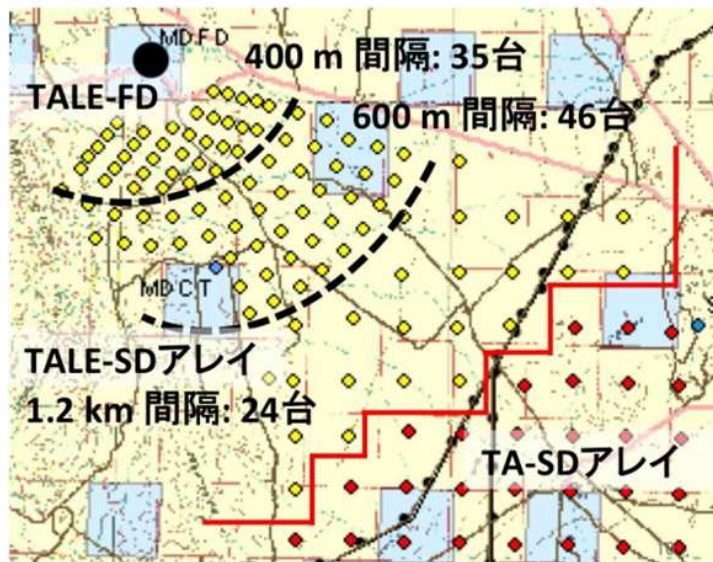 MD.F D
400 m 間隔: 35台
TALE-FD
600 m 間隔: 46台
MD C T
TALE-SDアレイ
1.2 km 間隔: 24台
TA-SDアレイ